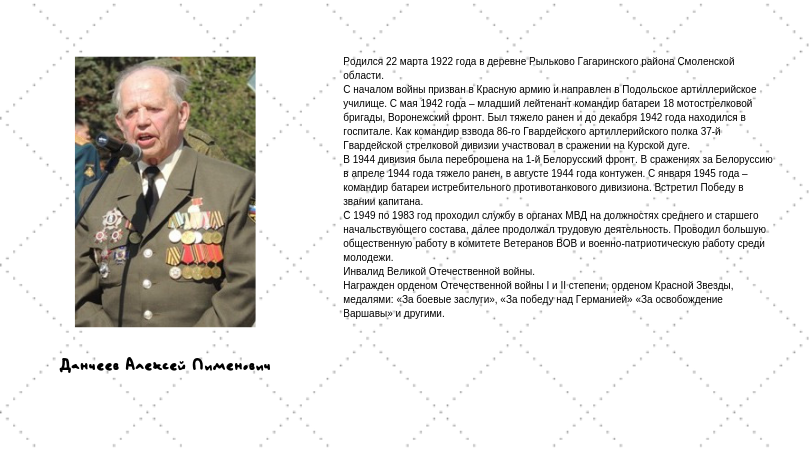 Родился 22 марта 1922 года в деревне Рыльково Гагаринского района Смоленской
области.
С началом войны призван в Красную армию и направлен в Подольское артиллерийское
училище. С мая 1942 года – младший лейтенант командир батареи 18 мотострелковой
бригады, Воронежский фронт. Был тяжело ранен и до декабря 1942 года находился в
госпитале. Как командир взвода 86-го Гвардейского артиллерийского полка 37-й
Гвардейской стрелковой дивизии участвовал в сражении на Курской дуге.
В 1944 дивизия была переброшена на 1-й Белорусский фронт. В сражениях за Белоруссию
в апреле 1944 года тяжело ранен, в августе 1944 года контужен. С января 1945 года –
командир батареи истребительного противотанкового дивизиона. Встретил Победу в
звании капитана.
С 1949 по 1983 год проходил службу в органах МВД на должностях среднего и старшего
начальствующего состава, далее продолжал трудовую деятельность. Проводил большую
общественную работу в комитете Ветеранов ВОВ и военно-патриотическую работу среди
молодежи.
Инвалид Великой Отечественной войны.
Награжден орденом Отечественной войны I и II степени, орденом Красной Звезды,
медалями: «За боевые заслуги», «За победу над Германией» «За освобождение
Варшавы» и другими.
Данчеев Алексей Пименович